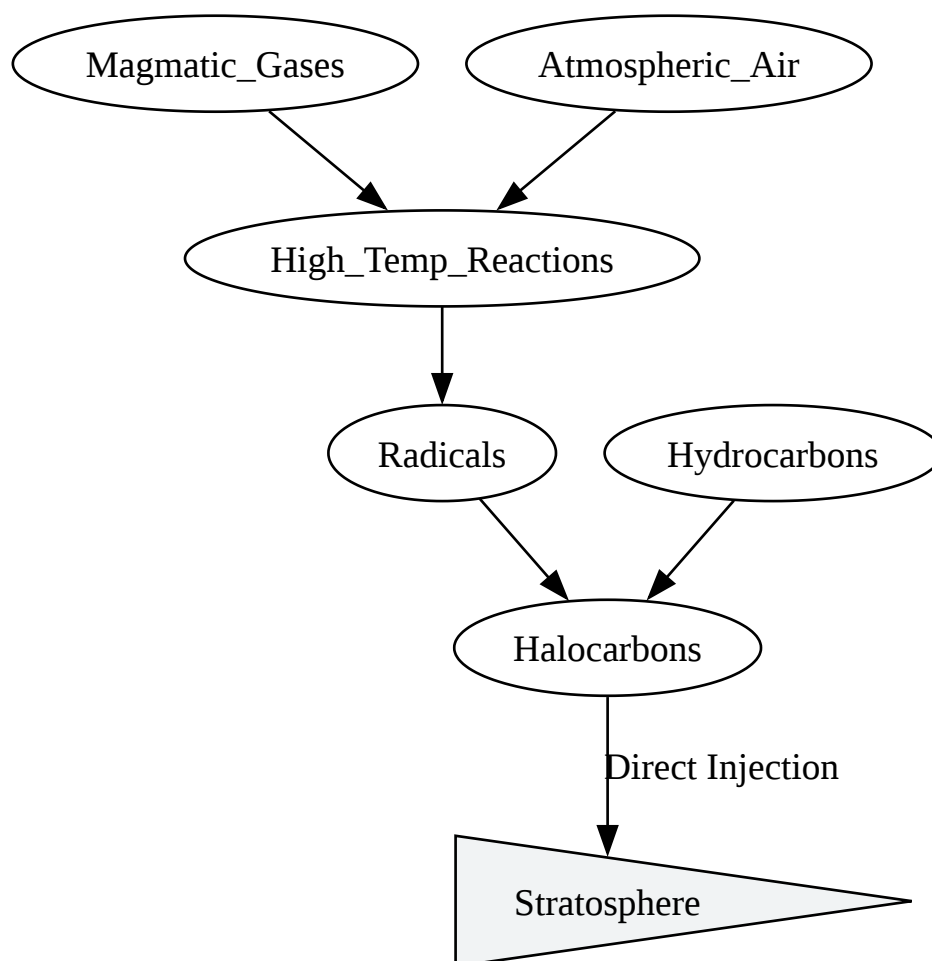 Magmatic_Gases
Atmospheric_Air
High_Temp_Reactions
Radicals
Hydrocarbons
Halocarbons
Direct Injection
Stratosphere